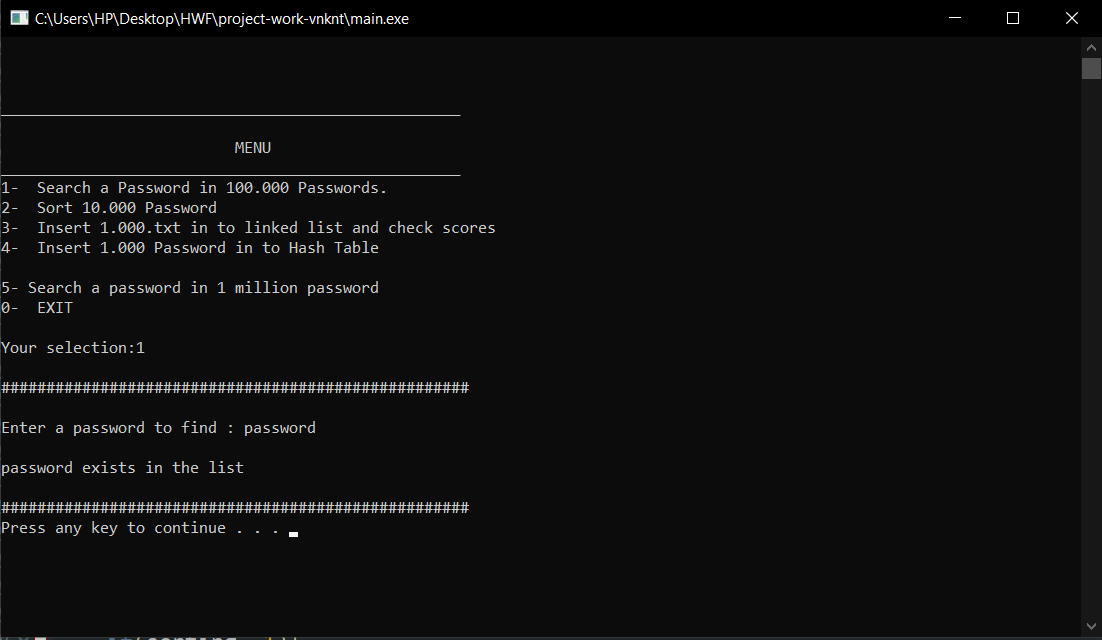 C:\Users\HP\Desktop\HWF\project-work-vnknt\main.exe
MENU
1-  Search a Password in 100.000 Passwords.
2-  Sort 10.000 Password
3-  Insert 1.000.txt in to linked list and check scores
4-  Insert 1.000 Password in to Hash Table
5- Search a password in 1 million password
0-  EXIT
Your selection:1
####################################################
Enter a password to find : password
password exists in the list
####################################################
Press any key to continue . . .